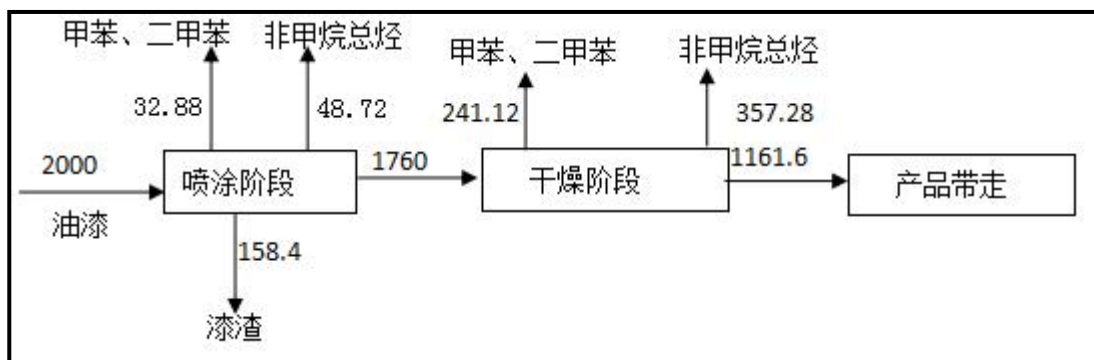 甲苯、二甲苯 非甲烷总烃
甲苯、二甲苯 非甲烷总烃
32.88 48.72 241.12 357.28
2000 喷涂阶段 1760 干燥阶段 1161.6 产品带走
油漆
158.4
漆渣